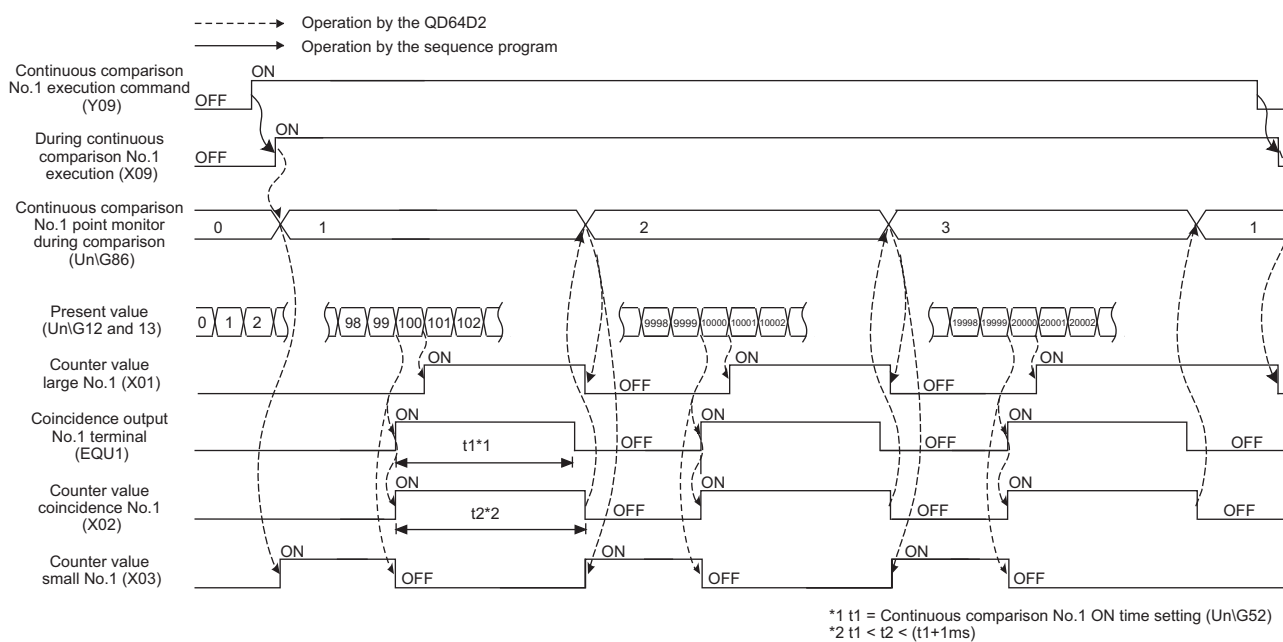 Operation by the QD64D2
Operation by the sequence program
Continuous comparison
No.1 execution command
(Y09)
OFF
ON
During continuous
comparison No.1
execution (X09)
OFF
ON
Continuous comparison
No.1 point monitor
during comparison
(Un\G86)
0 1 2 3 1
Present value
(Un\G12 and 13)
0 1 2 98 99 100 101 102 9998 9999 10000 10001 10002 19998 19999 20000 20001 20002
Counter value
large No.1 (X01)
ON OFF ON OFF ON
Coincidence output
No.1 terminal
(EQU1)
ON t1*1 OFF ON OFF ON OFF
Counter value
coincidence No.1
(X02)
ON t2*2 OFF ON OFF ON OFF
Counter value
small No.1 (X03)
ON OFF ON OFF ON OFF
*1 t1 = Continuous comparison No.1 ON time setting (Un\G52)
*2 t1 < t2 < (t1+1ms)